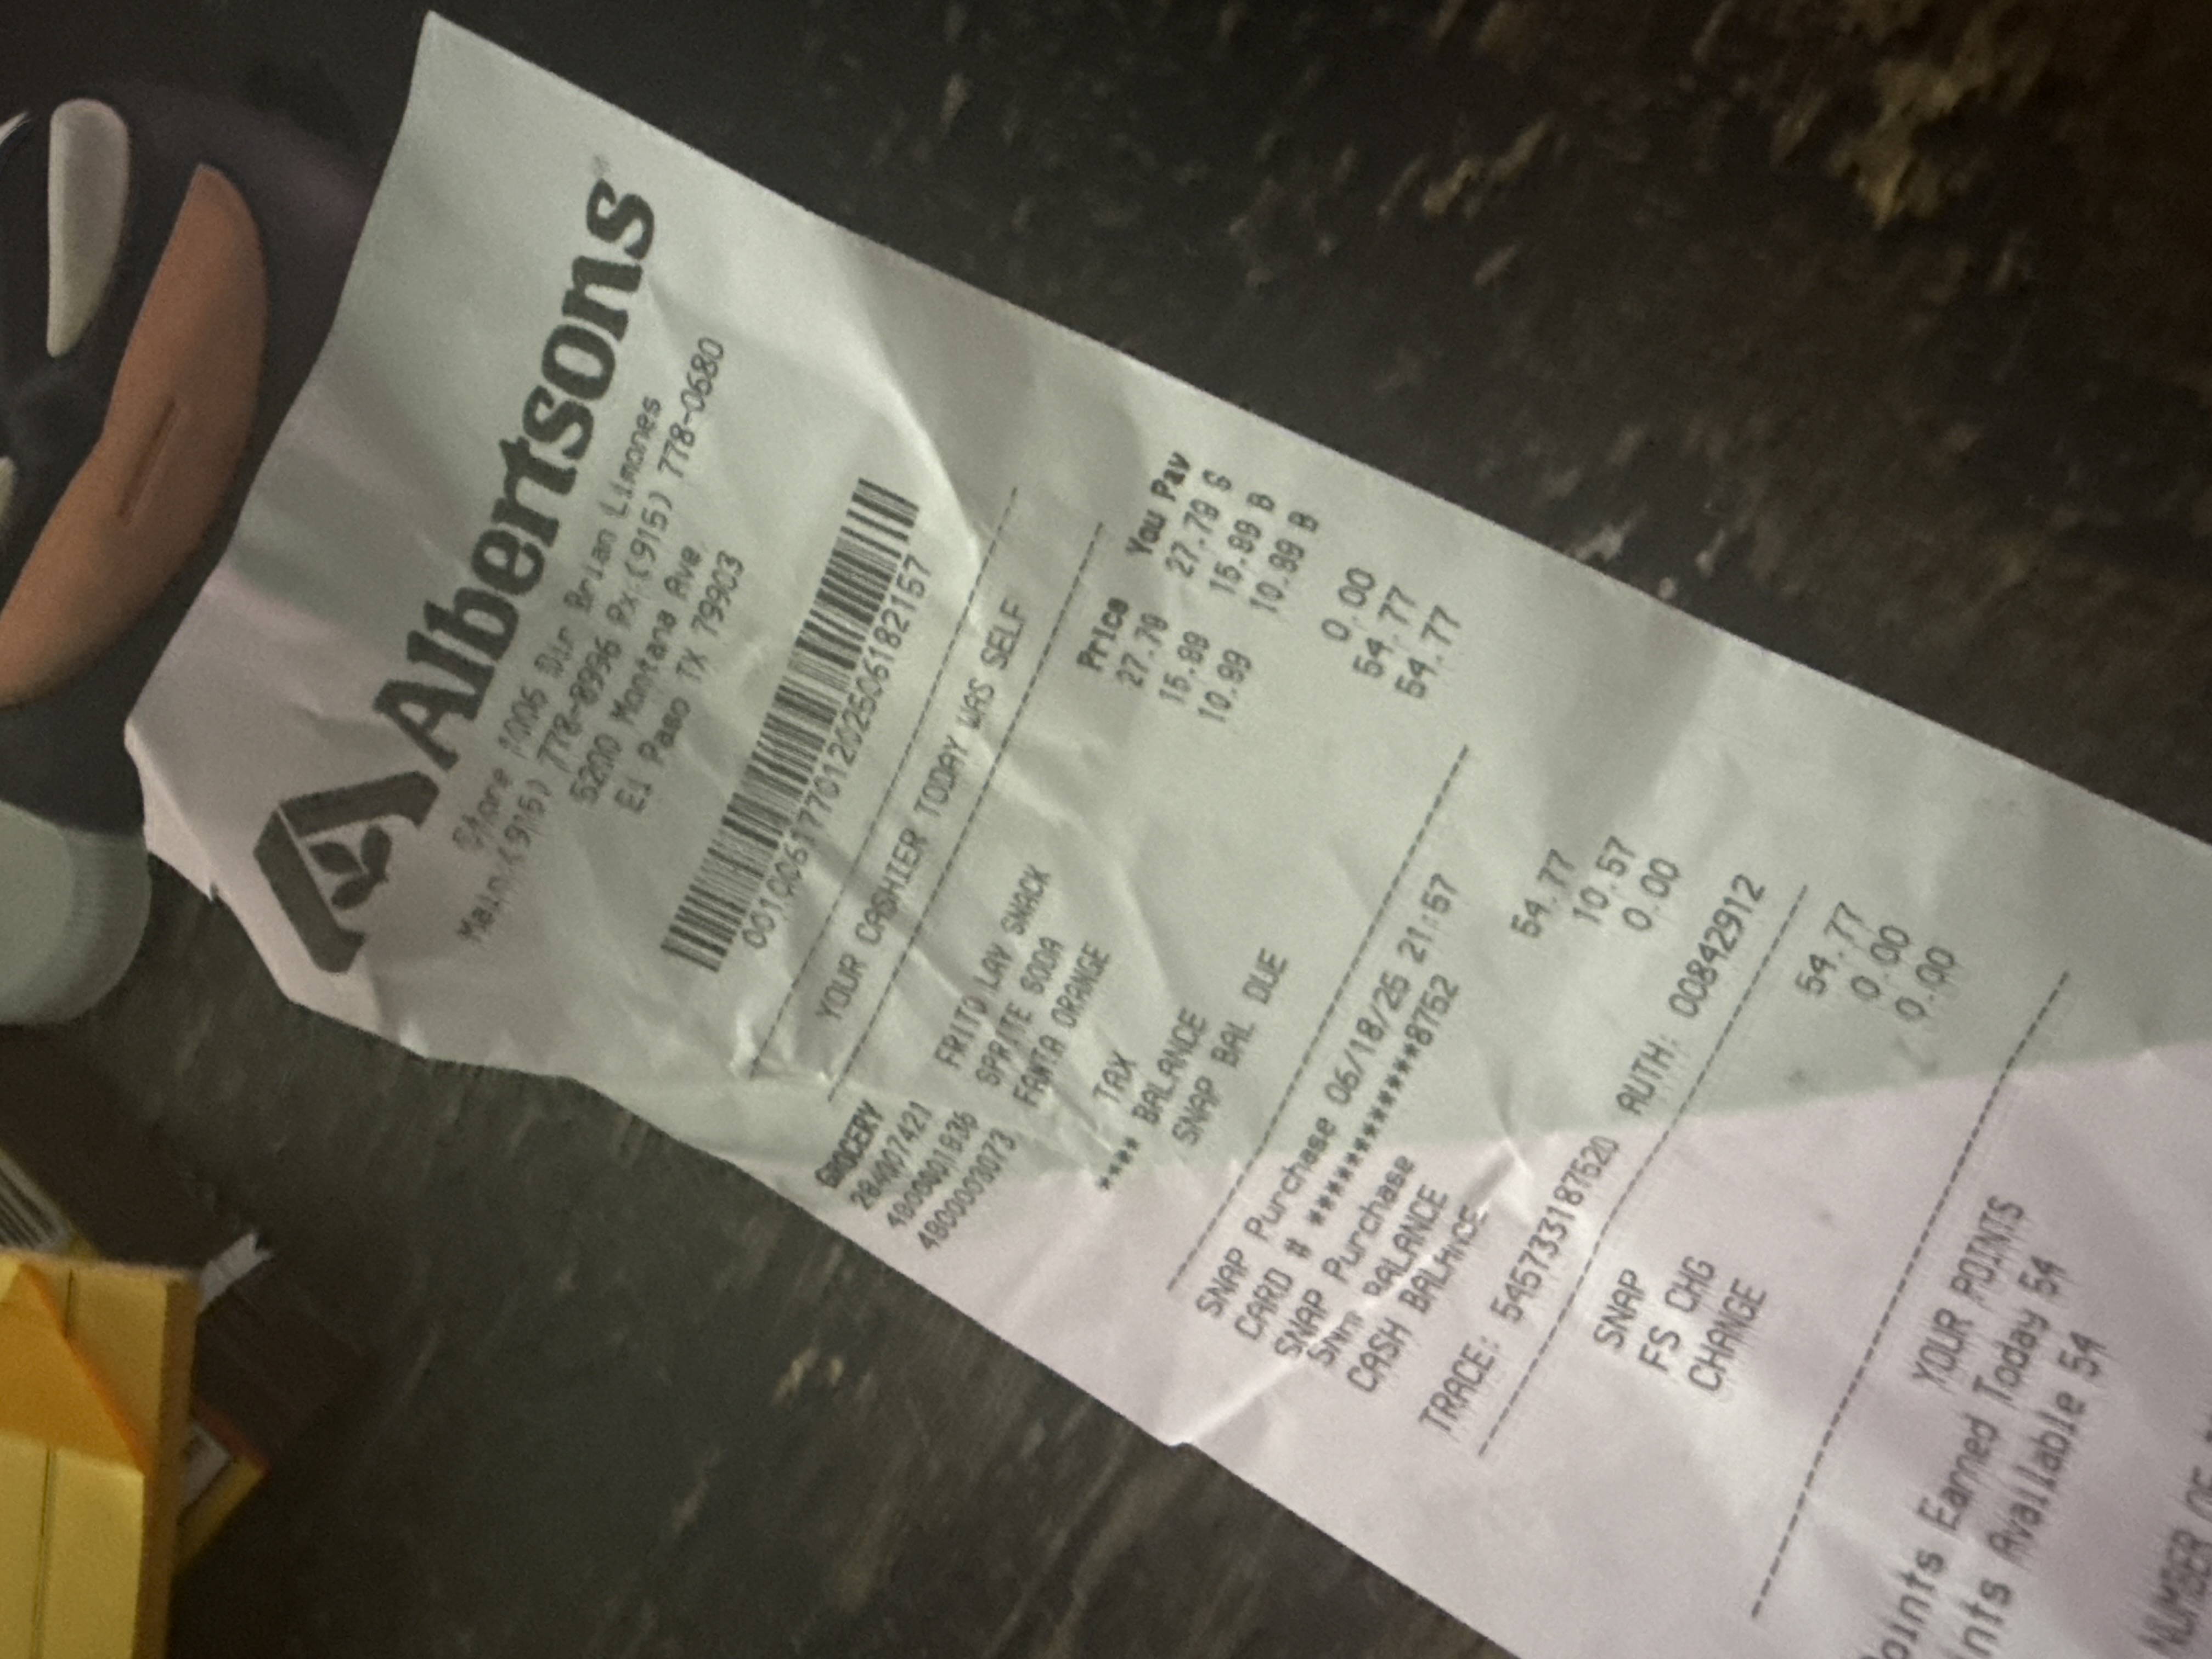 Albertsons
Store 1006 Dir Brian Limones
Main:(915) 778-8996 Rx:(915) 778-0680
5200 Montana Ave.
El Paso TX 79903
YOUR CASHIER TODAY WAS SELF
Price You Pay
GROCERY
FRITO LAY SNACK 27.79 27.79 S
SPRITE SODA 15.99 15.99 B
FANTA ORANGE 10.99 10.99 B
TAX 0.00
**** BALANCE 54.77
SNAP BAL DUE 54.77
SNAP Purchase 06/18/25 21:57
CARD # ***************8752
SNAP Purchase 54.77
SNAP BALANCE 10.57
CASH BALANCE 0.00
TRACE: AUTH: 00842912
SNAP 54.77
FS CHG 0.00
CHANGE 0.00
YOUR POINTS
Points Earned Today 54
Points Available 54
NUMBER OF